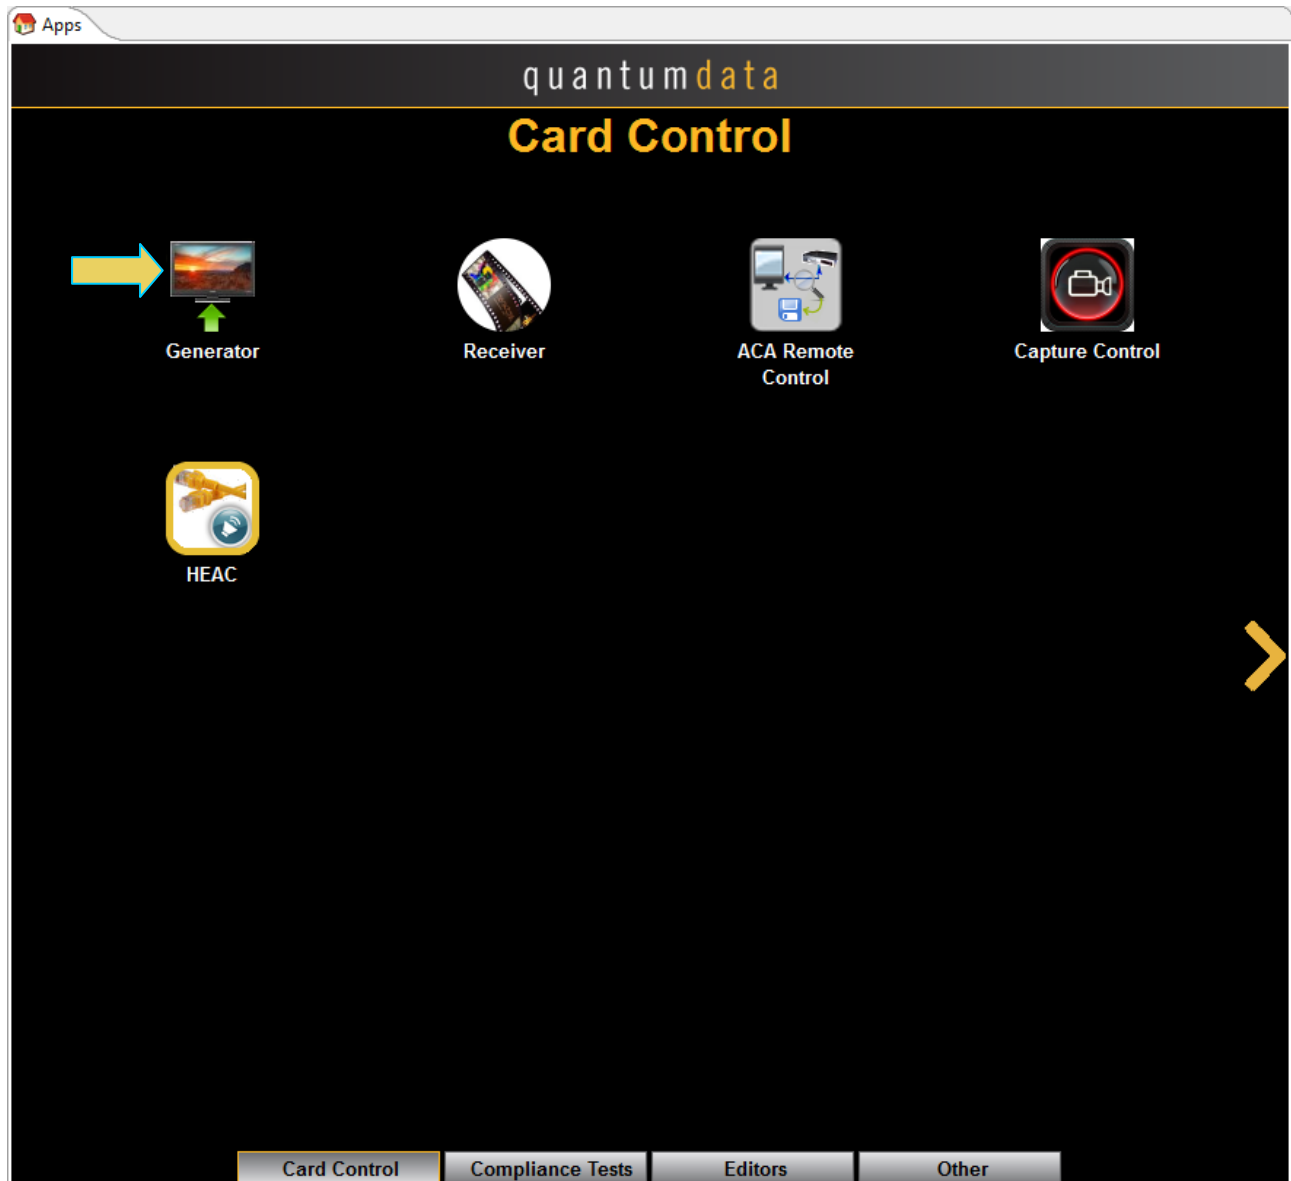 Apps
quantumdata
Card Control
Generator
Receiver
ACA Remote
Control
Capture Control
HEAC
Card Control
Compliance Tests
Editors
Other